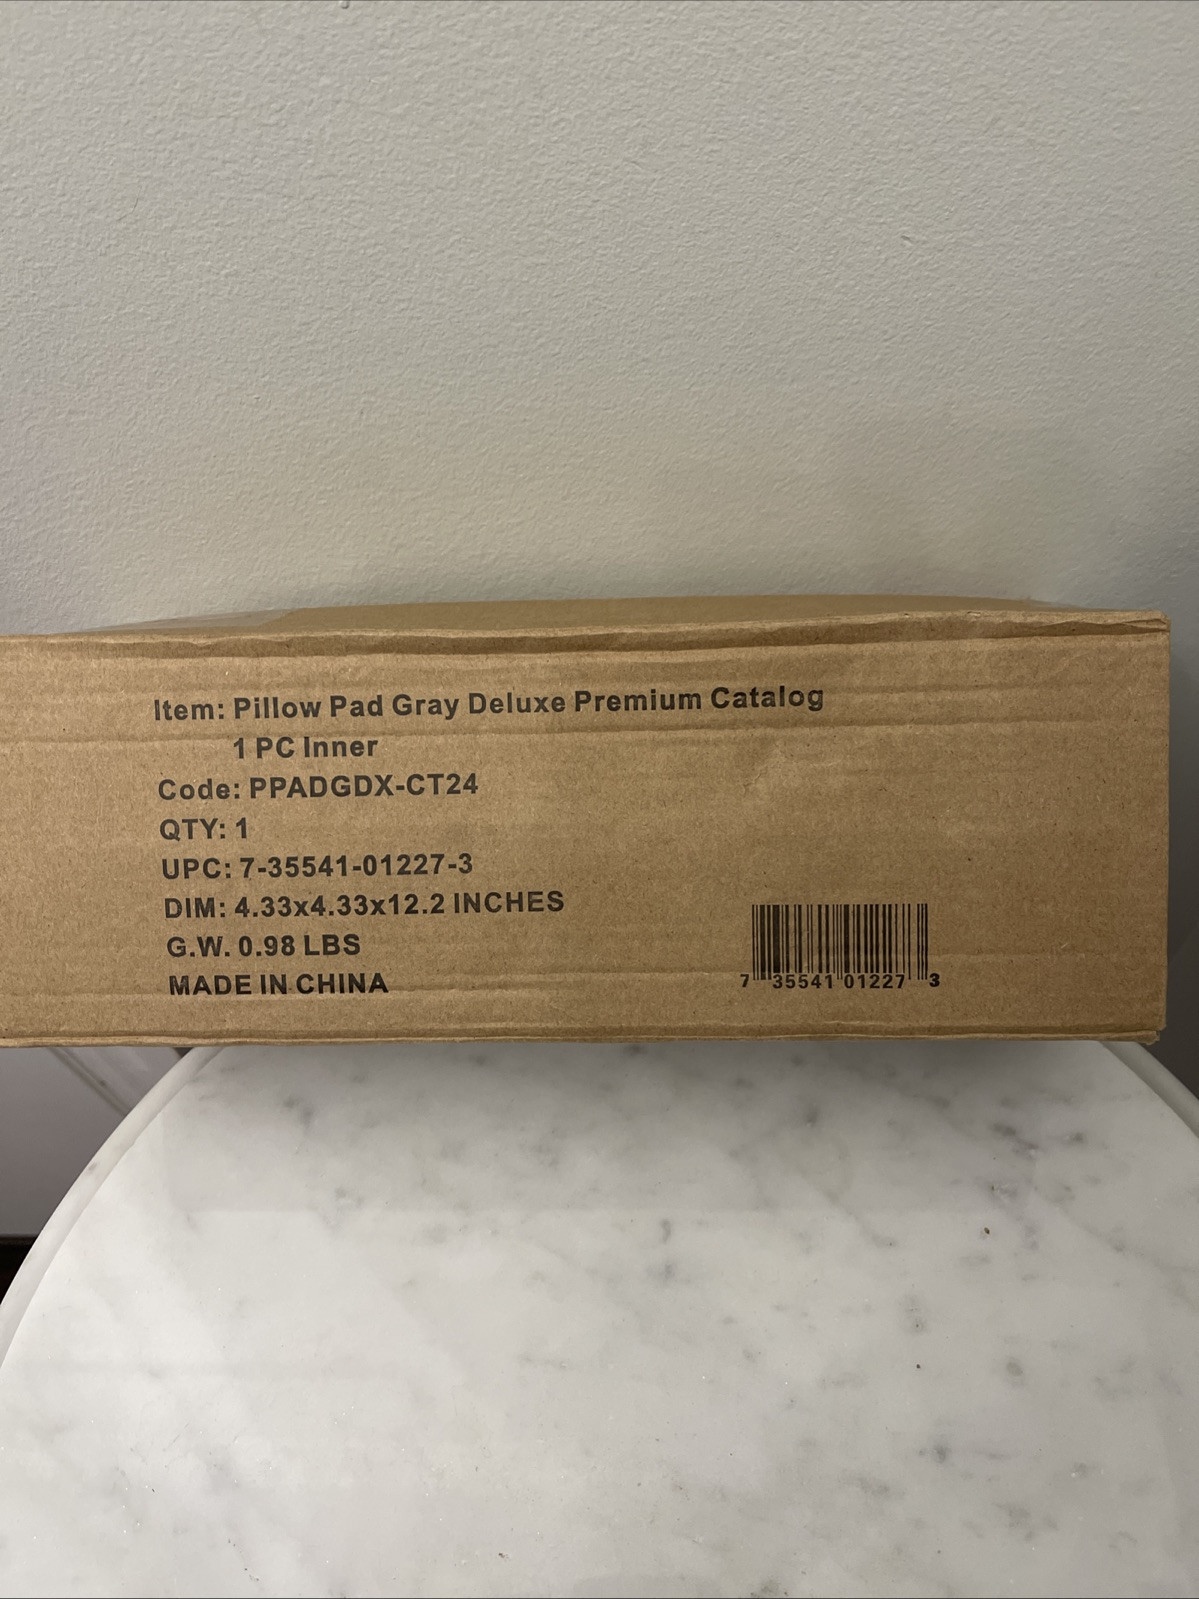 Item: Pillow Pad Gray Deluxe Premium Catalog
1 PC Inner
Code: PPADGDX-CT24
QTY: 1
UPC: 7-35541-01227-3
DIM: 4.33x4.33x12.2 INCHES
G.W. 0.98 LBS
MADE IN CHINA
7 35541 01227 3